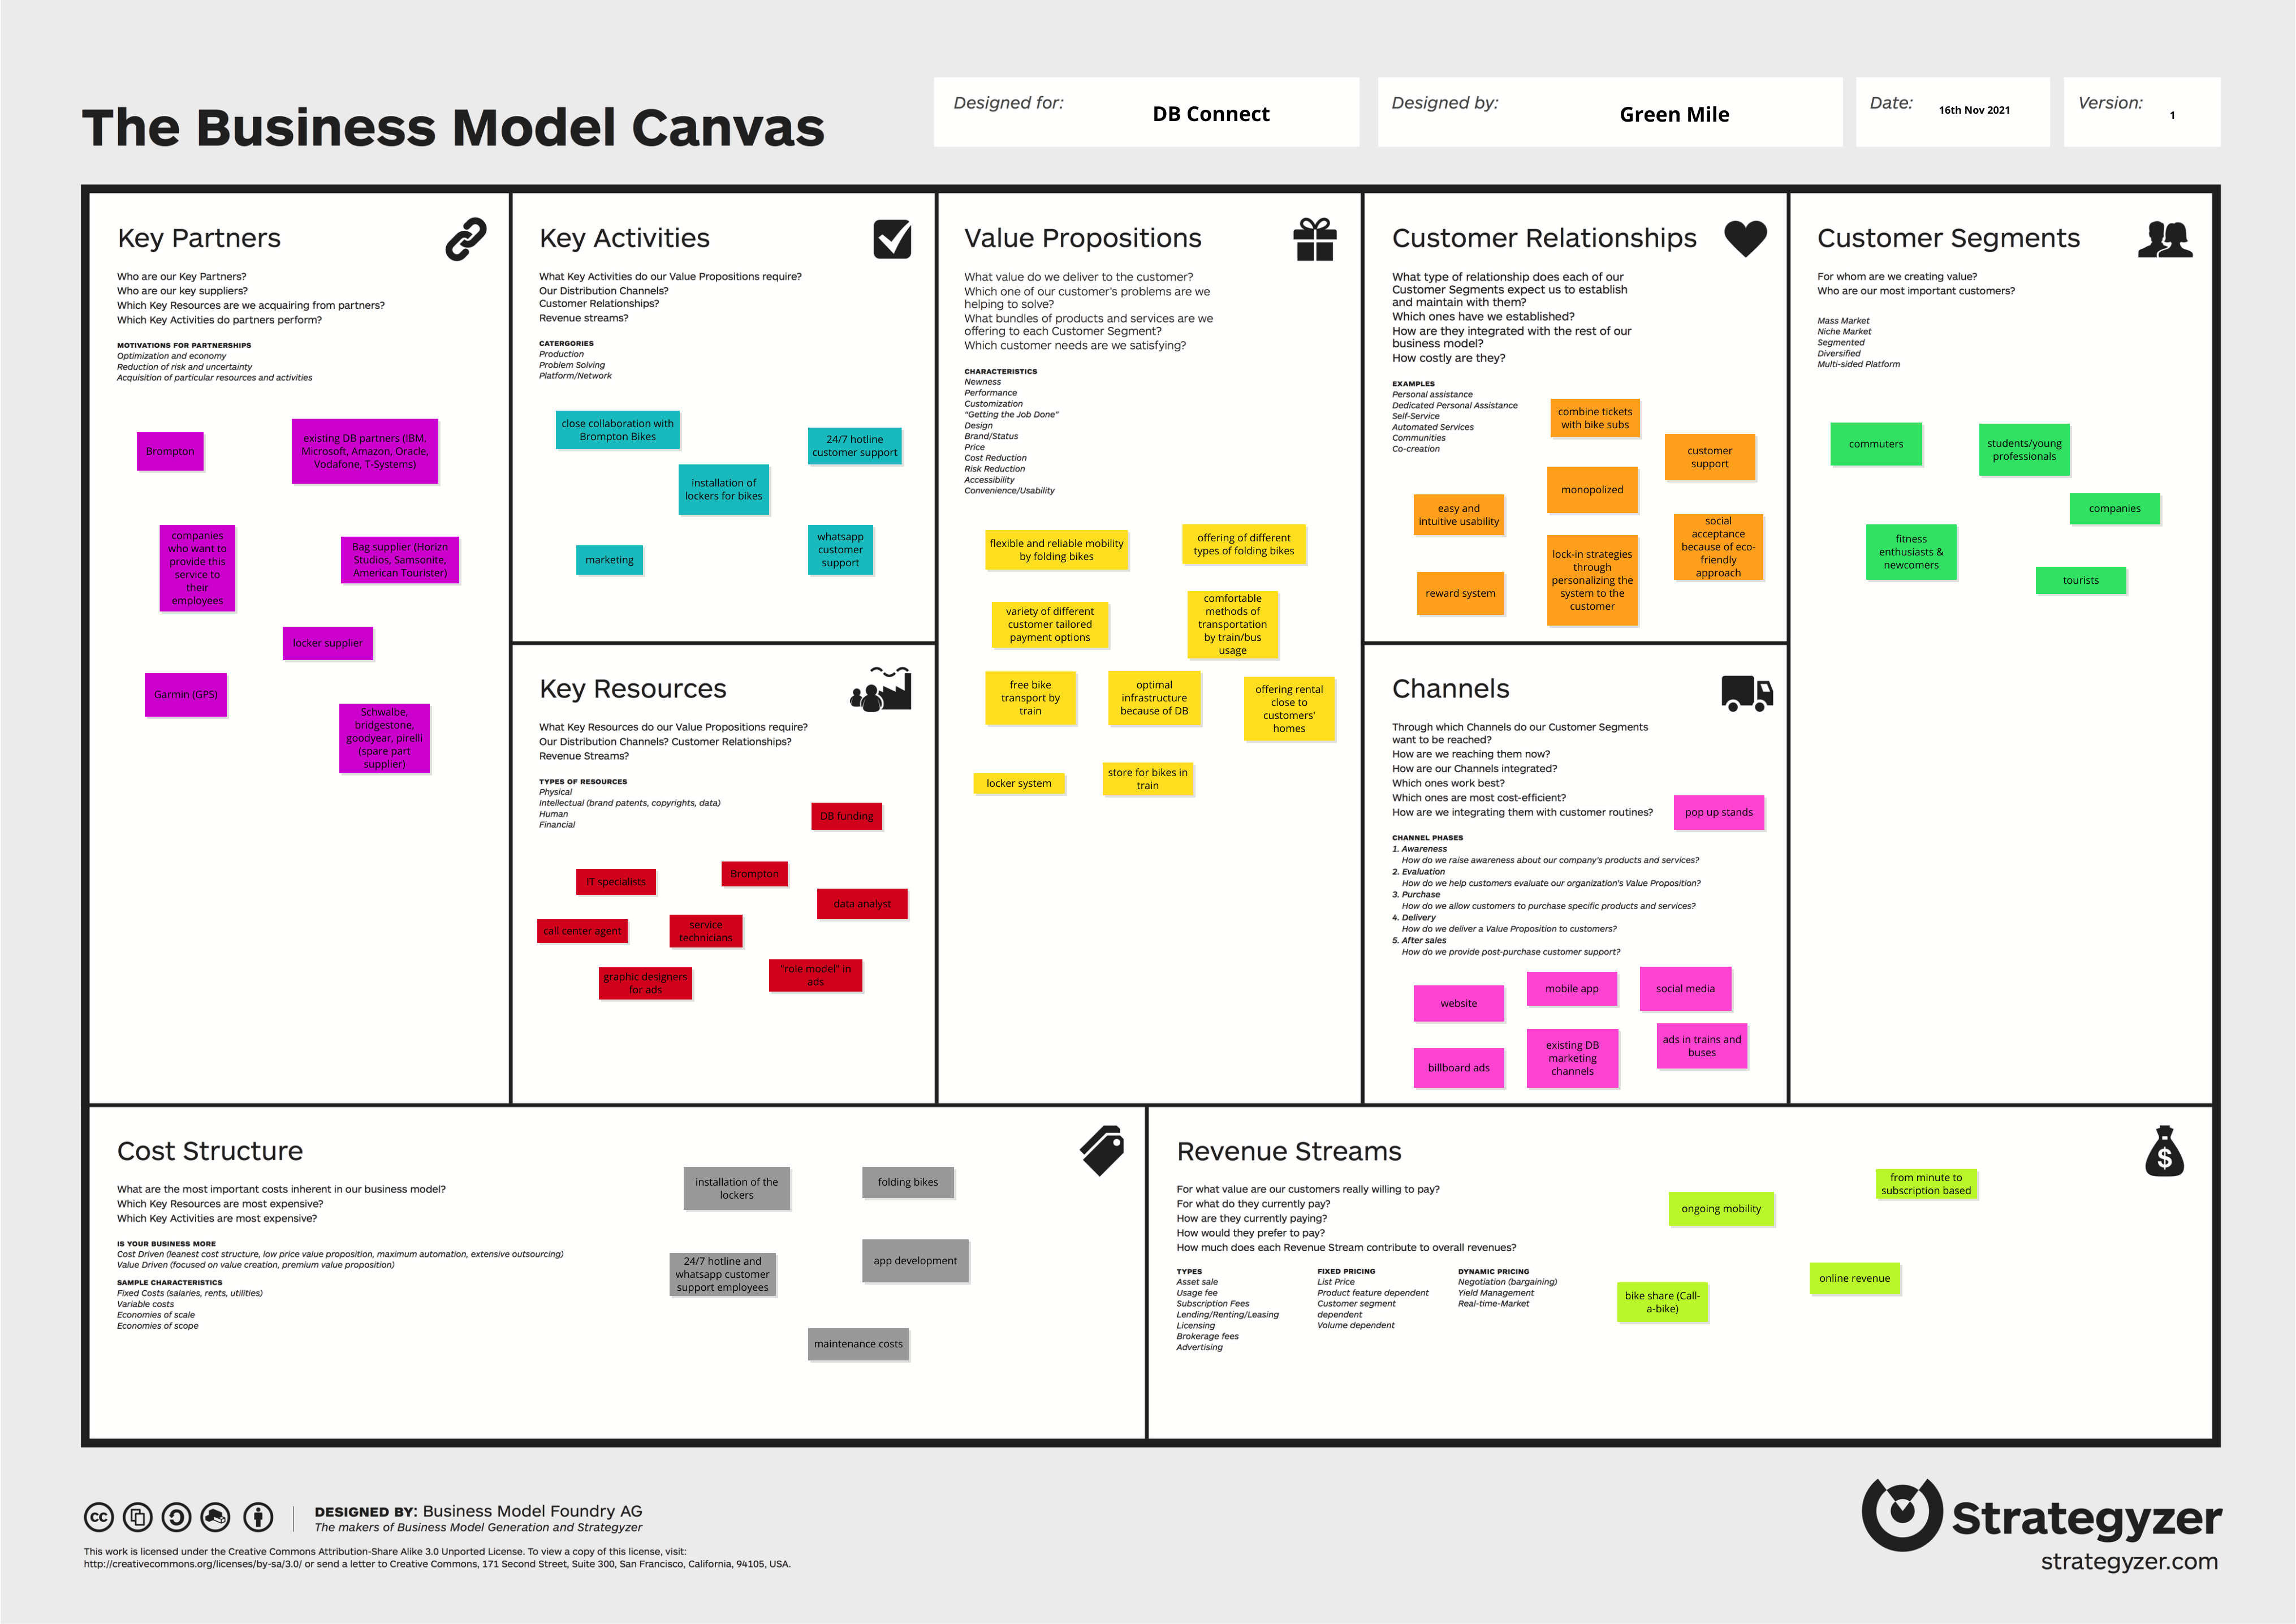 The Business Model Canvas
Designed for:
DB Connect
Designed by:
Green Mile
Date:
16th Nov 2021
Version:
1
Key Partners
Who are our Key Partners?
Who are our key suppliers?
Which Key Resources are we acquairing from partners?
Which Key Activities do partners perform?
MOTIVATIONS FOR PARTNERSHIPS
Optimization and economy
Reduction of risk and uncertainty
Acquisition of particular resources and activities
Brompton
existing DB partners (IBM,
Microsoft, Amazon, Oracle,
Vodafone, T-Systems)
companies
who want to
provide this
service to
their
employees
Bag supplier (Horizn
Studios, Samsonite,
American Tourister)
locker supplier
Garmin (GPS)
Schwalbe,
bridgestone,
goodyear, pirelli
(spare part
supplier)
Key Activities
What Key Activities do our Value Propositions require?
Our Distribution Channels?
Customer Relationships?
Revenue streams?
CATERGORIES
Production
Problem Solving
Platform/Network
close collaboration with
Brompton Bikes
24/7 hotline
customer support
installation of
lockers for bikes
whatsapp
customer
support
marketing
Key Resources
What Key Resources do our Value Propositions require?
Our Distribution Channels? Customer Relationships?
Revenue Streams?
TYPES OF RESOURCES
Physical
Intellectual (brand patents, copyrights, data)
Human
Financial
DB funding
IT specialists
Brompton
data analyst
call center agent
service
technicians
graphic designers
for ads
"role model" in
ads
Value Propositions
What value do we deliver to the customer?
Which one of our customer's problems are we
helping to solve?
What bundles of products and services are we
offering to each Customer Segment?
Which customer needs are we satisfying?
CHARACTERISTICS
Newness
Performance
Customization
"Getting the Job Done"
Design
Brand/Status
Price
Cost Reduction
Risk Reduction
Accessibility
Convenience/Usability
flexible and reliable mobility
by folding bikes
offering of different
types of folding bikes
variety of different
customer tailored
payment options
comfortable
methods of
transportation
by train/bus
usage
free bike
transport by
train
optimal
infrastructure
because of DB
offering rental
close to
customers'
homes
locker system
store for bikes in
train
Customer Relationships
What type of relationship does each of our
Customer Segments expect us to establish
and maintain with them?
Which ones have we established?
How are they integrated with the rest of our
business model?
How costly are they?
EXAMPLES
Personal assistance
Dedicated Personal Assistance
Self-Service
Automated Services
Communities
Co-creation
combine tickets
with bike subs
customer
support
monopolized
easy and
intuitive usability
social
acceptance
because of eco-
friendly
approach
lock-in strategies
through
personalizing the
system to the
customer
reward system
Channels
Through which Channels do our Customer Segments
want to be reached?
How are we reaching them now?
How are our Channels integrated?
Which ones work best?
Which ones are most cost-efficient?
How are we integrating them with customer routines?
pop up stands
CHANNEL PHASES
1. Awareness
How do we raise awareness about our company's products and services?
2. Evaluation
How do we help customers evaluate our organization's Value Proposition?
3. Purchase
How do we allow customers to purchase specific products and services?
4. Delivery
How do we deliver a Value Proposition to customers?
5. After sales
How do we provide post-purchase customer support?
website
mobile app
social media
billboard ads
existing DB
marketing
channels
ads in trains and
buses
Customer Segments
For whom are we creating value?
Who are our most important customers?
Mass Market
Niche Market
Segmented
Diversified
Multi-sided Platform
commuters
students/young
professionals
companies
fitness
enthusiasts &
newcomers
tourists
Cost Structure
What are the most important costs inherent in our business model?
Which Key Resources are most expensive?
Which Key Activities are most expensive?
IS YOUR BUSINESS MORE
Cost Driven (leanest cost structure, low price value proposition, maximum automation, extensive outsourcing)
Value Driven (focused on value creation, premium value proposition)
SAMPLE CHARACTERISTICS
Fixed Costs (salaries, rents, utilities)
Variable costs
Economies of scale
Economies of scope
installation of the
lockers
folding bikes
24/7 hotline and
whatsapp customer
support employees
app development
maintenance costs
Revenue Streams
For what value are our customers really willing to pay?
For what do they currently pay?
How are they currently paying?
How would they prefer to pay?
How much does each Revenue Stream contribute to overall revenues?
TYPES
Asset sale
Usage fee
Subscription Fees
Lending/Renting/Leasing
Licensing
Brokerage fees
Advertising
FIXED PRICING
List Price
Product feature dependent
Customer segment
dependent
Volume dependent
DYNAMIC PRICING
Negotiation (bargaining)
Yield Management
Real-time-Market
ongoing mobility
from minute to
subscription based
bike share (Call-
a-bike)
online revenue
$
cc
DESIGNED BY: Business Model Foundry AG
The makers of Business Model Generation and Strategyzer
This work is licensed under the Creative Commons Attribution-Share Alike 3.0 Unported License. To view a copy of this license, visit:
http://creativecommons.org/licenses/by-sa/3.0/ or send a letter to Creative Commons, 171 Second Street, Suite 300, San Francisco, California, 94105, USA.
Strategyzer
strategyzer.com